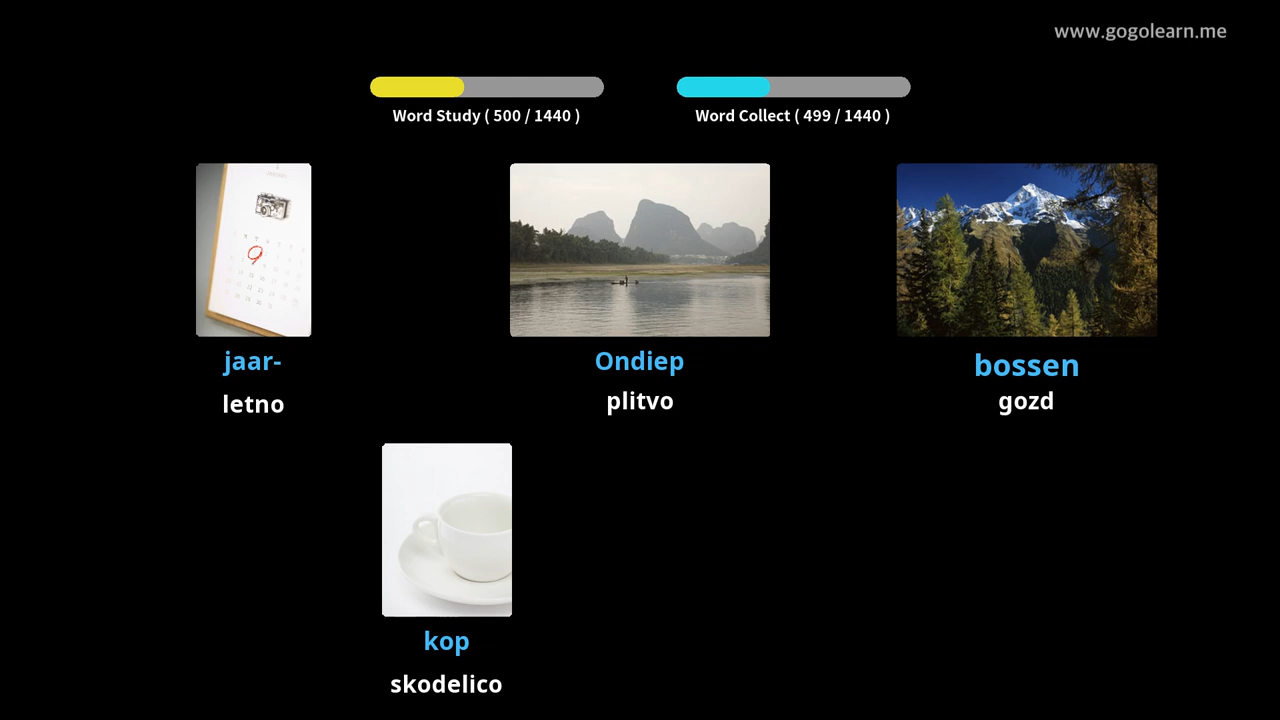 www.gogolearn.me
Word Study ( 500 / 1440 )
Word Collect ( 499 / 1440 )
jaar-
letno
Ondiep
plitvo
bossen
gozd
kop
skodelico